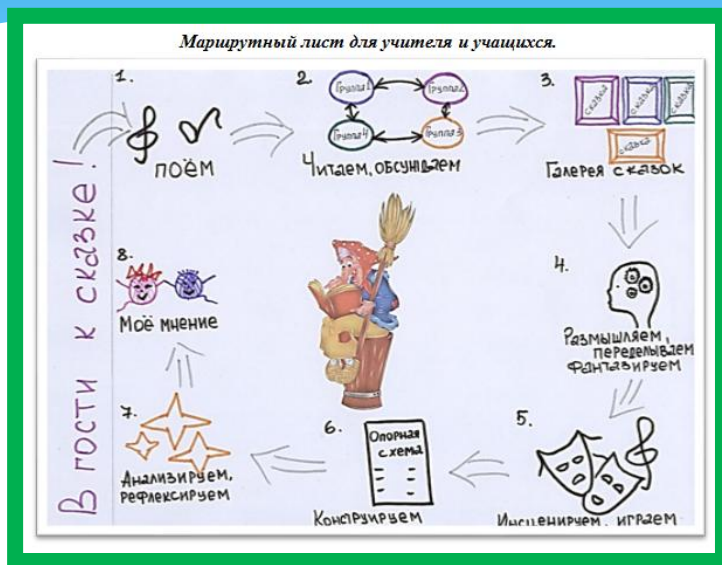 Маршрутный лист для учителя и учащихся.
В гости к сказке!
1.
поём
2.
Группа 1
Группа 2
Группа 4
Группа 3
Читаем, обсуждаем
3.
сказка
сказка
сказка
сказка
Галерея сказок
4.
Размышляем,
переделываем
фантазируем
5.
Инсценируем, играем
6.
Опорная
схема
Конструируем
7.
Анализируем,
рефлексируем
8.
Моё мнение